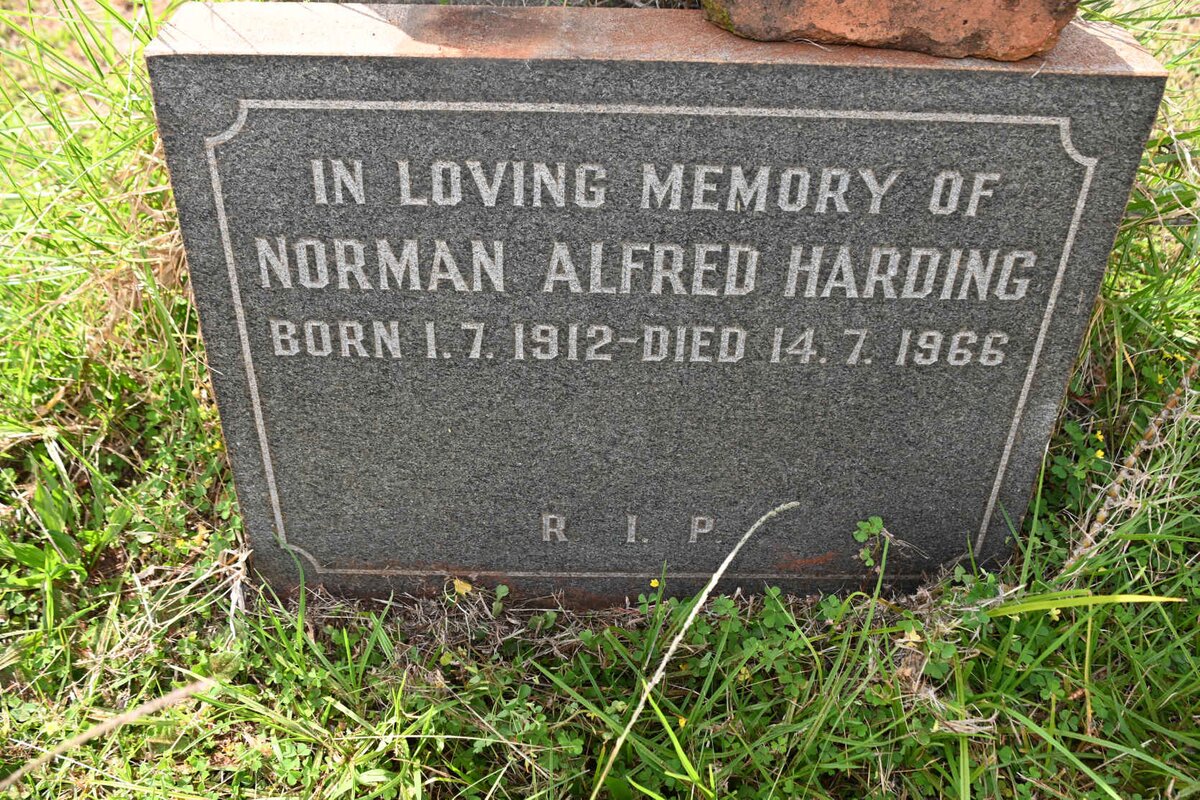 IN LOVING MEMORY OF
NORMAN ALFRED HARDING
BORN 1.7.1912-DIED 14.7.1966
R.I.P.